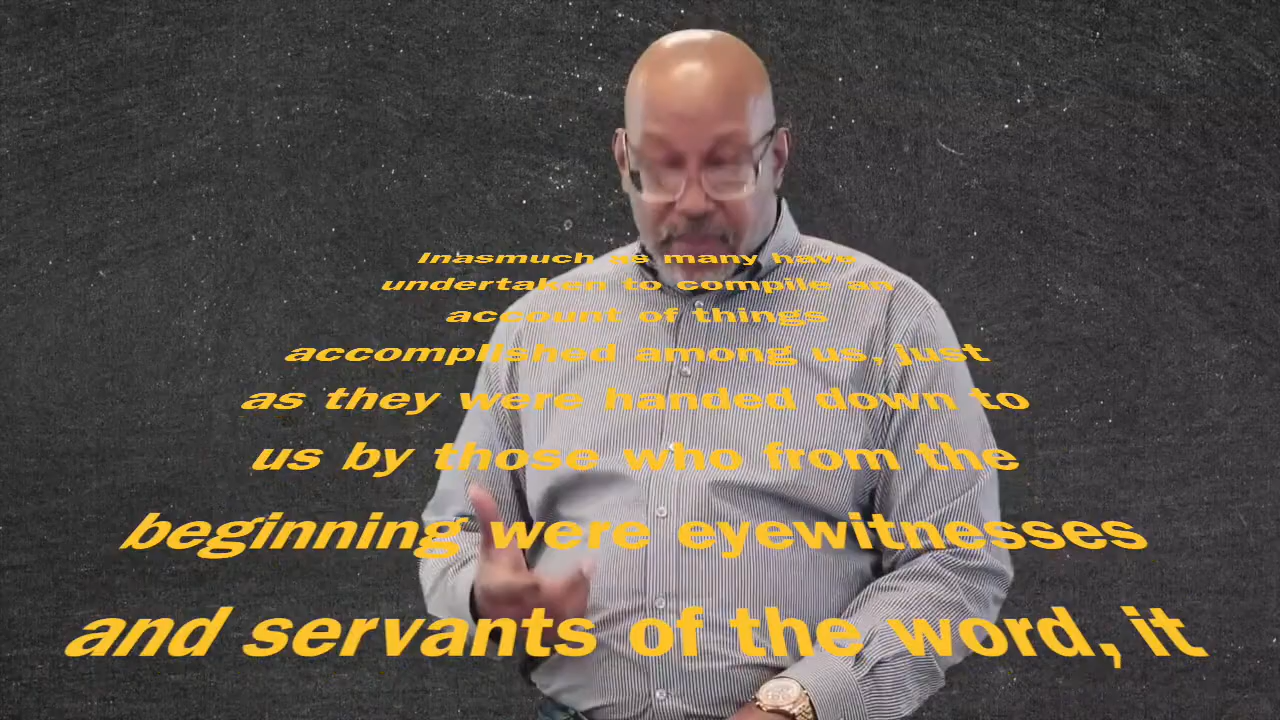 Inasmuch as many have
undertaken to compile an
account of things
accomplished among us, just
as they were handed down to
us by those who from the
beginning were eyewitnesses
and servants of the word, it